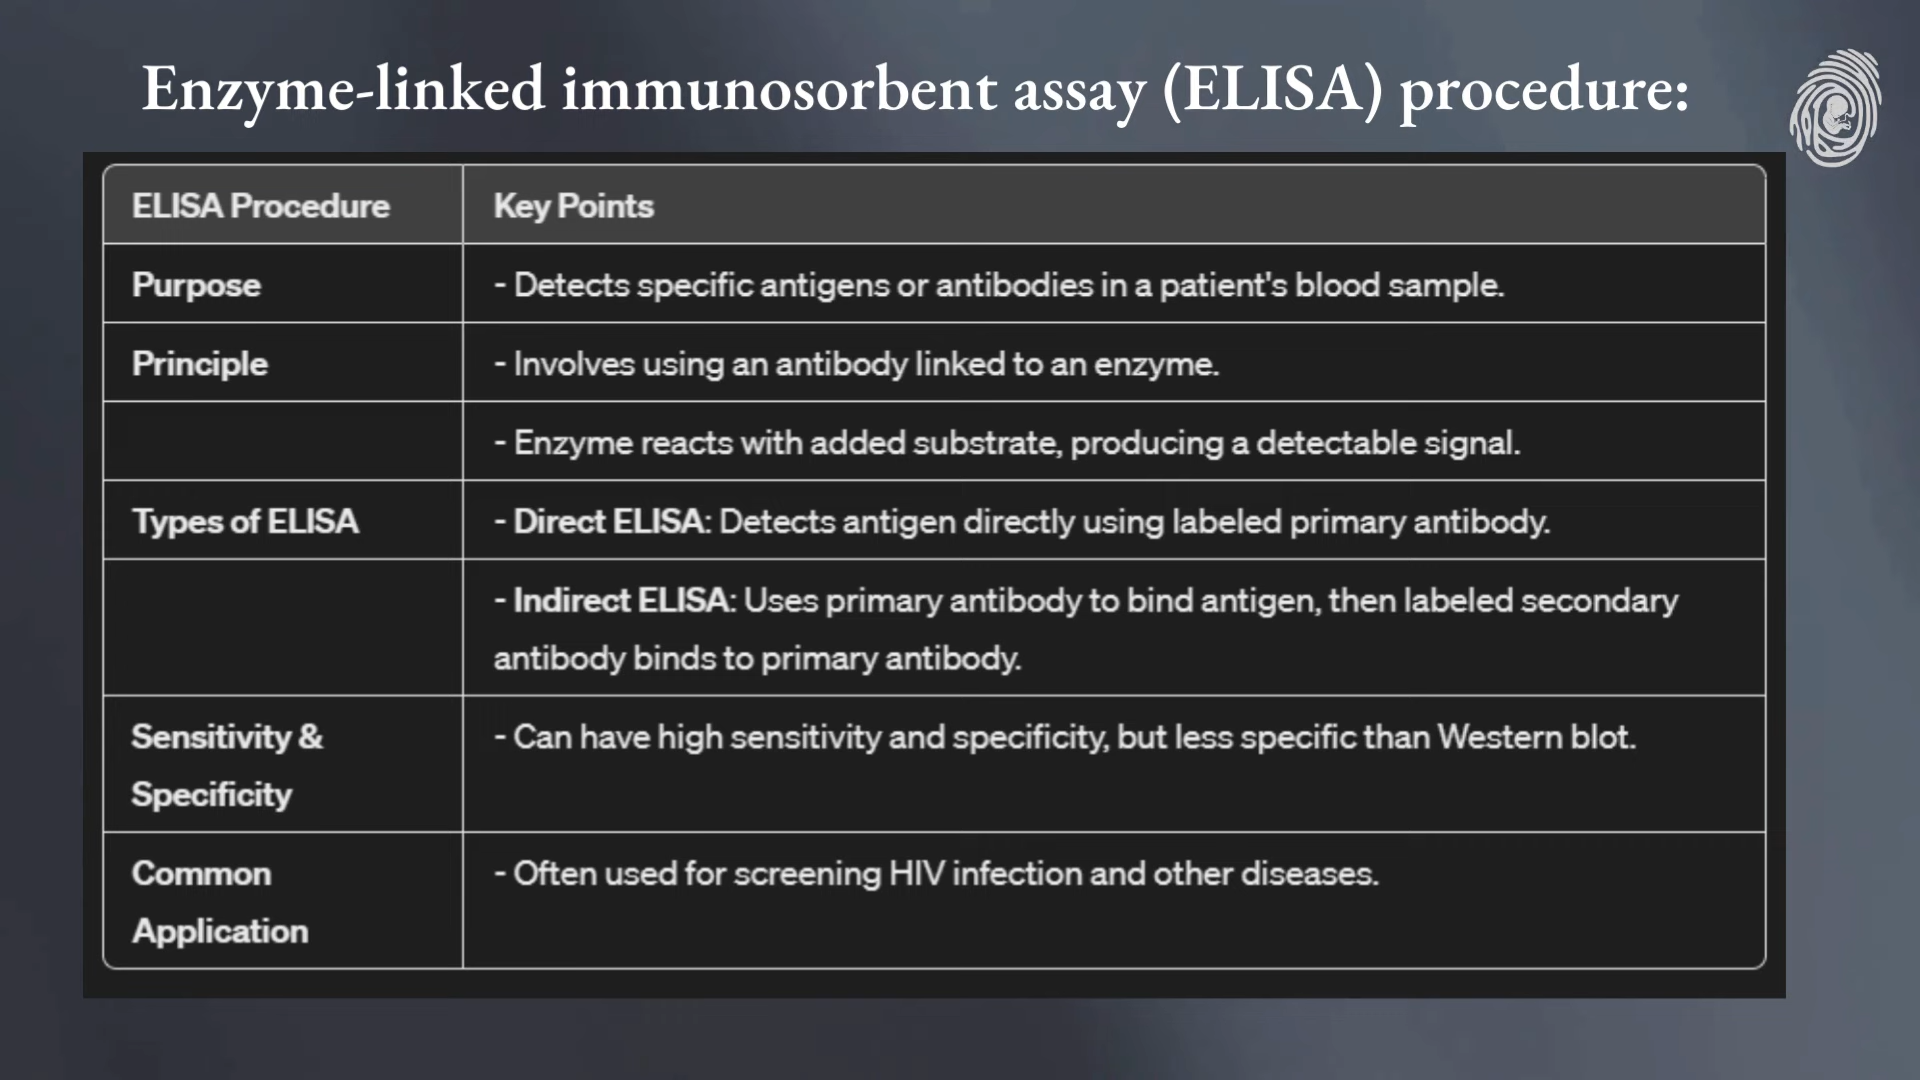 Enzyme-linked immunosorbent assay (ELISA) procedure:
ELISA Procedure
Key Points
Purpose
- Detects specific antigens or antibodies in a patient's blood sample.
Principle
- Involves using an antibody linked to an enzyme.
- Enzyme reacts with added substrate, producing a detectable signal.
Types of ELISA
- Direct ELISA: Detects antigen directly using labeled primary antibody.
- Indirect ELISA: Uses primary antibody to bind antigen, then labeled secondary
antibody binds to primary antibody.
Sensitivity &
Specificity
- Can have high sensitivity and specificity, but less specific than Western blot.
Common
Application
- Often used for screening HIV infection and other diseases.